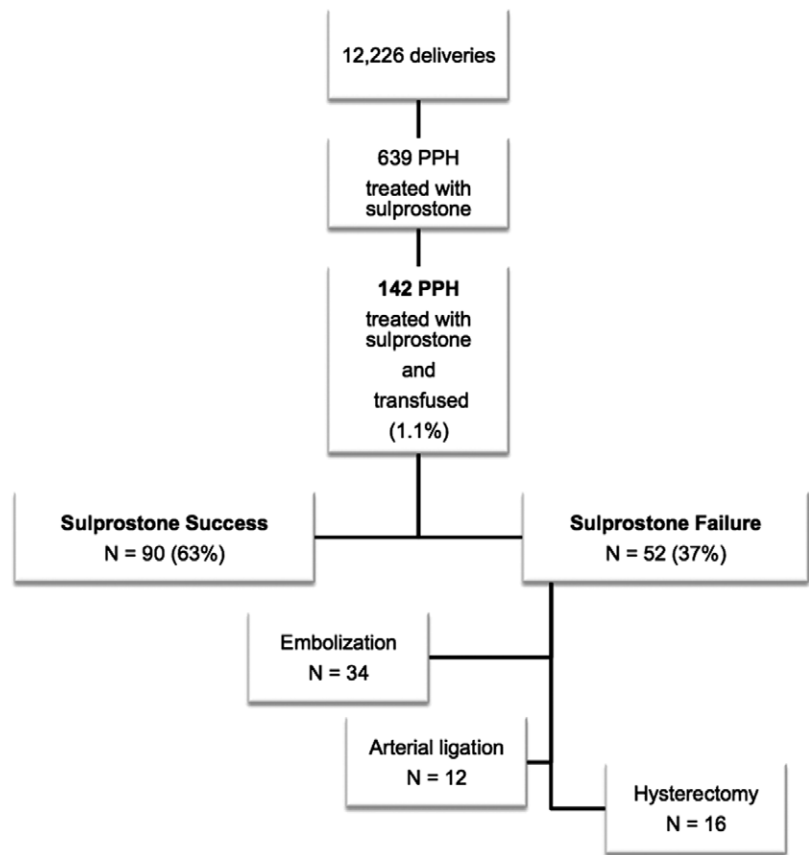 12,226 deliveries
639 PPH
treated with
sulprostone
142 PPH
treated with
sulprostone
and
transfused
(1.1%)
Sulprostone Success
N = 90 (63%)
Sulprostone Failure
N = 52 (37%)
Embolization
N = 34
Arterial ligation
N = 12
Hysterectomy
N = 16